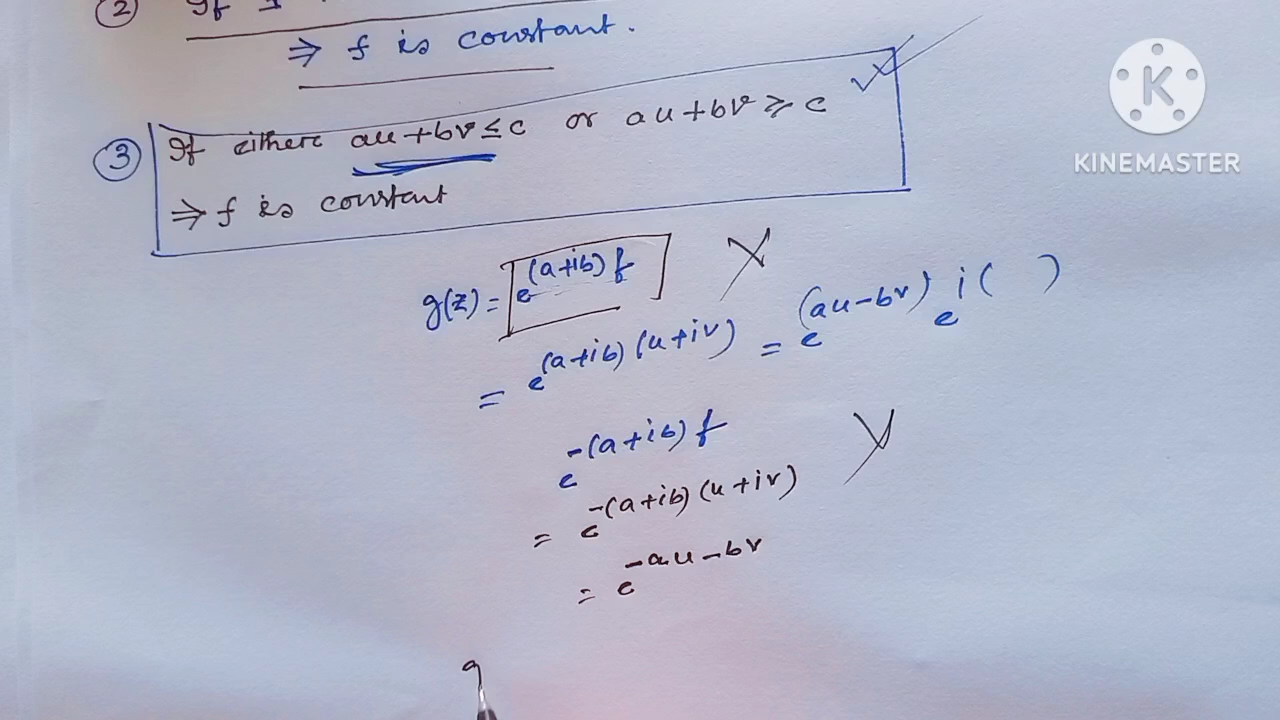 ②
⇒ f is constant.
③ If either au+bv ≤ c or au+bv ≥ c
⇒ f is constant
g(z) = e^(a+ib)f
= e^(a+ib)(u+iv) = e^(au-bv) e^i( )
e^-(a+ib)f
= e^-(a+ib)(u+iv)
= e^-au-bv
K
KINEMASTER